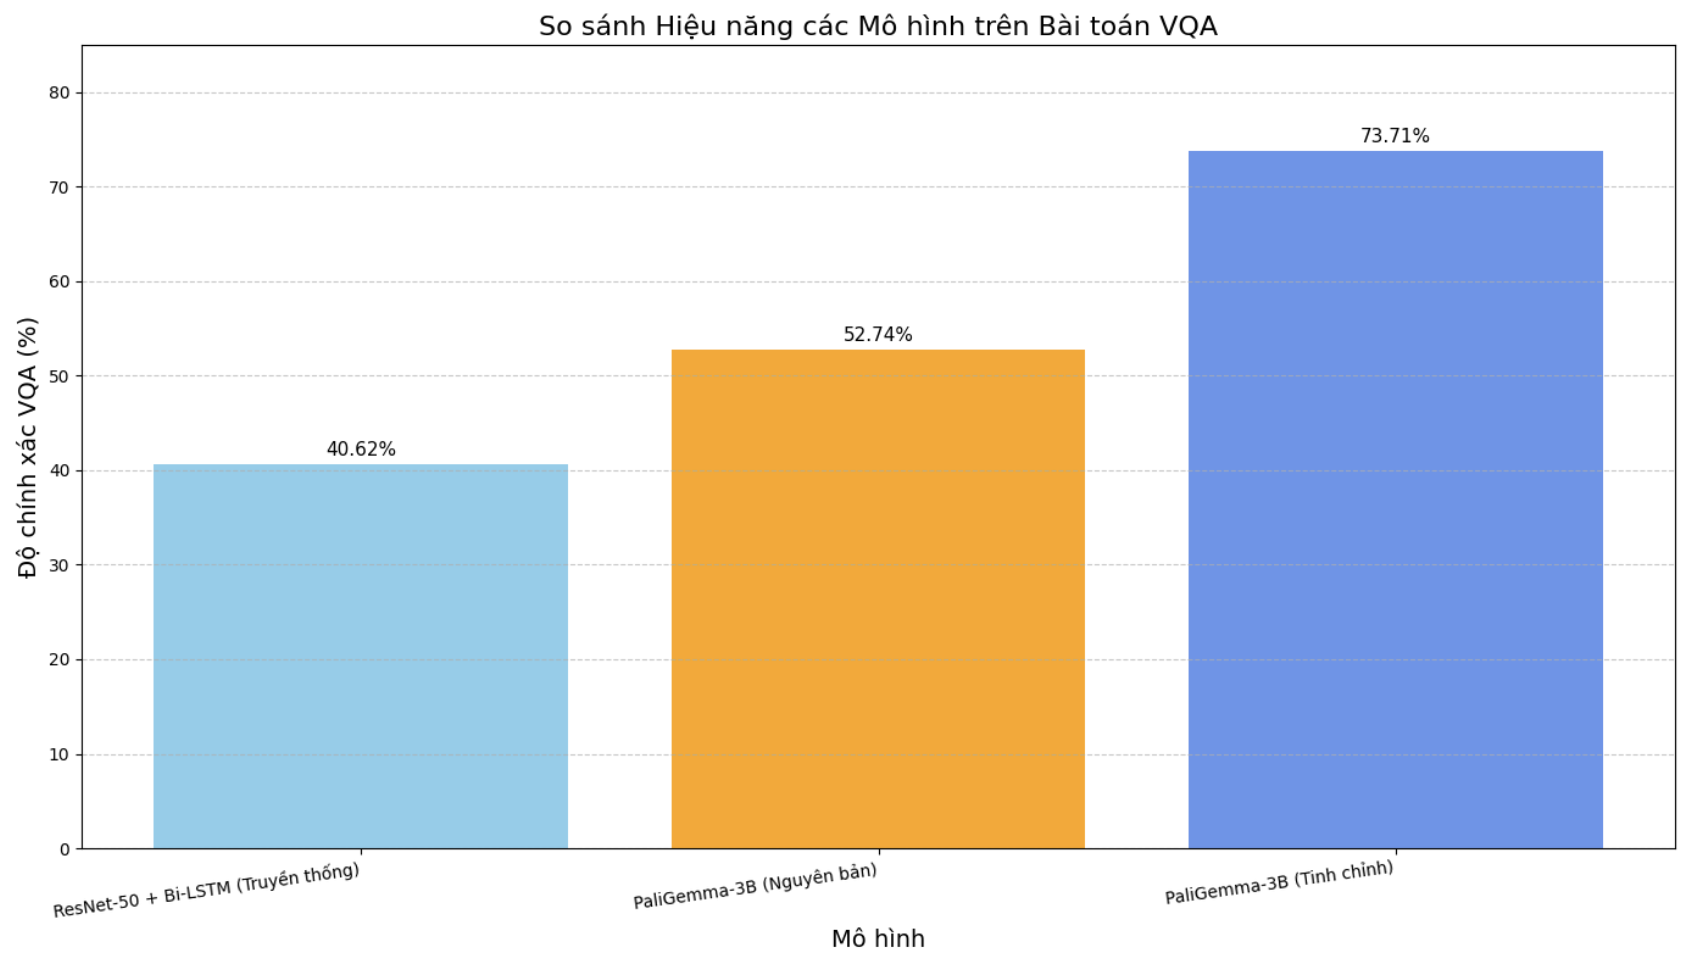 So sánh Hiệu năng các Mô hình trên Bài toán VQA
Độ chính xác VQA (%)
80
70
60
50
40
30
20
10
0
40.62%
52.74%
73.71%
ResNet-50 + Bi-LSTM (Truyền thống)
PaliGemma-3B (Nguyên bản)
PaliGemma-3B (Tinh chỉnh)
Mô hình